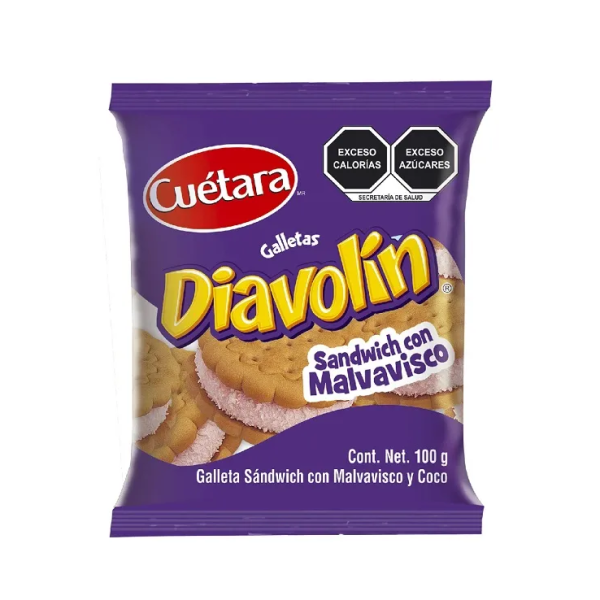 EXCESO
CALORÍAS
EXCESO
AZÚCARES
SECRETARÍA DE SALUD
Cuétara
MR
Galletas
Diavolín
®
Sandwich con
Malvavisco
Cont. Net. 100 g
Galleta Sándwich con Malvavisco y Coco